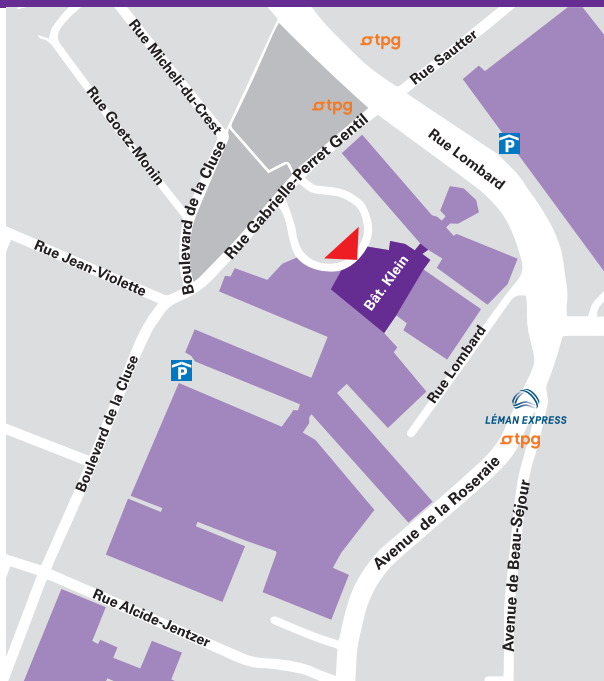 Rue Micheli-du-Crest
tpg
Rue Sautter
Rue Goetz-Monin
tpg
Rue Lombard
P
Boulevard de la Cluse
Rue Gabrielle-Perret Gentil
Rue Jean-Violette
Bât. Klein
P
Rue Lombard
Boulevard de la Cluse
LÉMAN EXPRESS
tpg
Avenue de la Roseraie
Avenue de Beau-Séjour
Rue Alcide-Jentzer